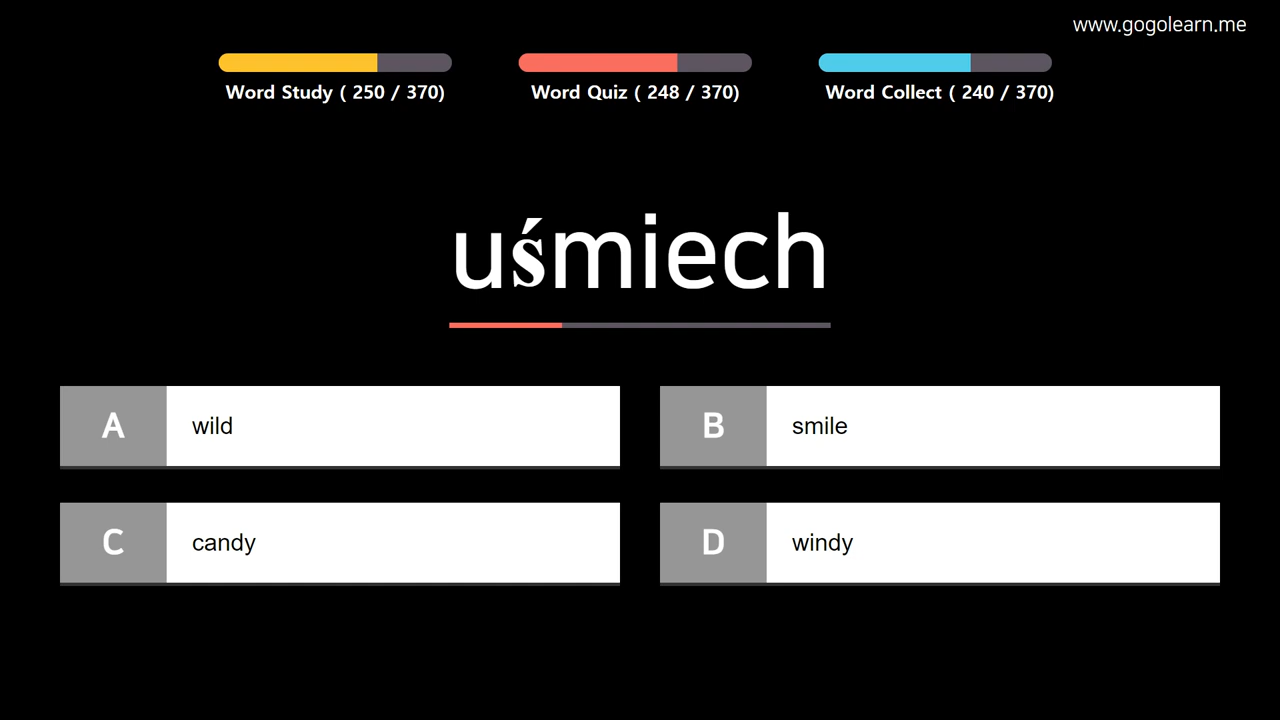 www.gogolearn.me
Word Study ( 250 / 370)
Word Quiz ( 248 / 370)
Word Collect ( 240 / 370)
uśmiech
A wild
B smile
C candy
D windy